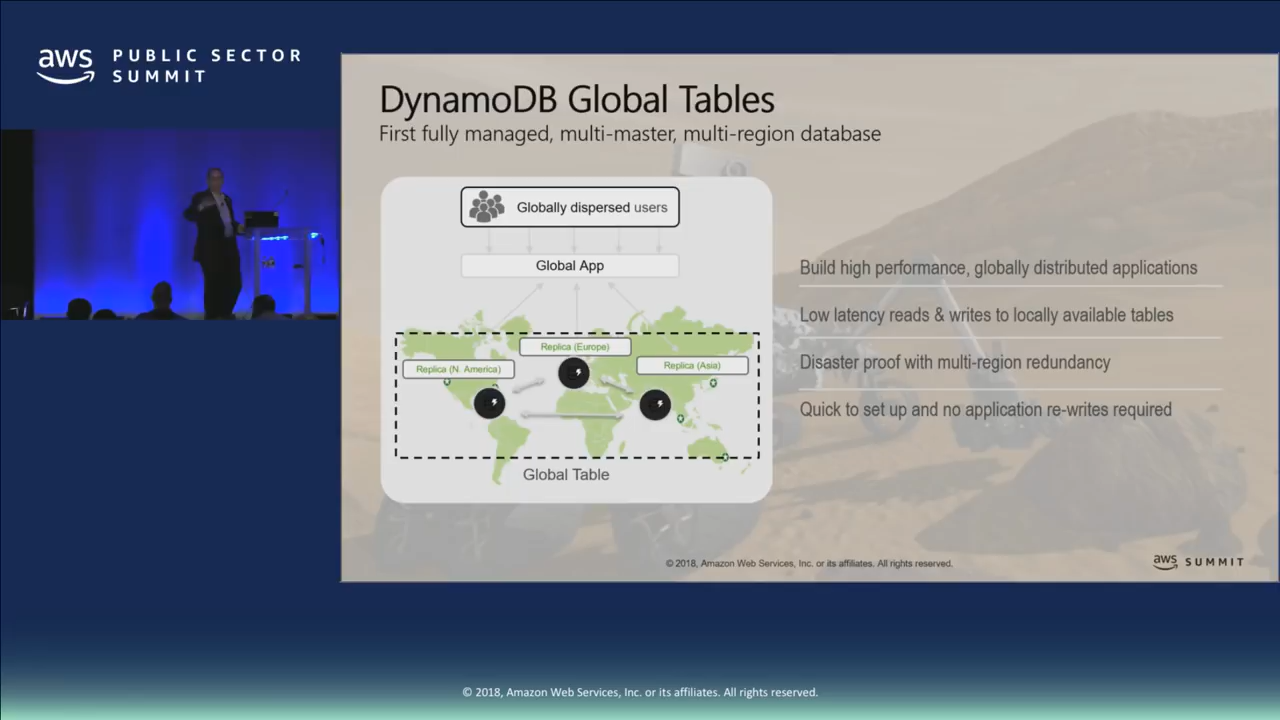 aws PUBLIC SECTOR
SUMMIT
DynamoDB Global Tables
First fully managed, multi-master, multi-region database
Globally dispersed users
Global App
Replica (Europe)
Replica (N. America)
Replica (Asia)
Global Table
Build high performance, globally distributed applications
Low latency reads & writes to locally available tables
Disaster proof with multi-region redundancy
Quick to set up and no application re-writes required
© 2018, Amazon Web Services, Inc. or its affiliates. All rights reserved.
aws SUMMIT
© 2018, Amazon Web Services, Inc. or its affiliates. All rights reserved.